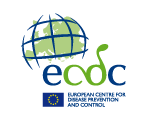 ecdc
EUROPEAN CENTRE FOR
DISEASE PREVENTION
AND CONTROL